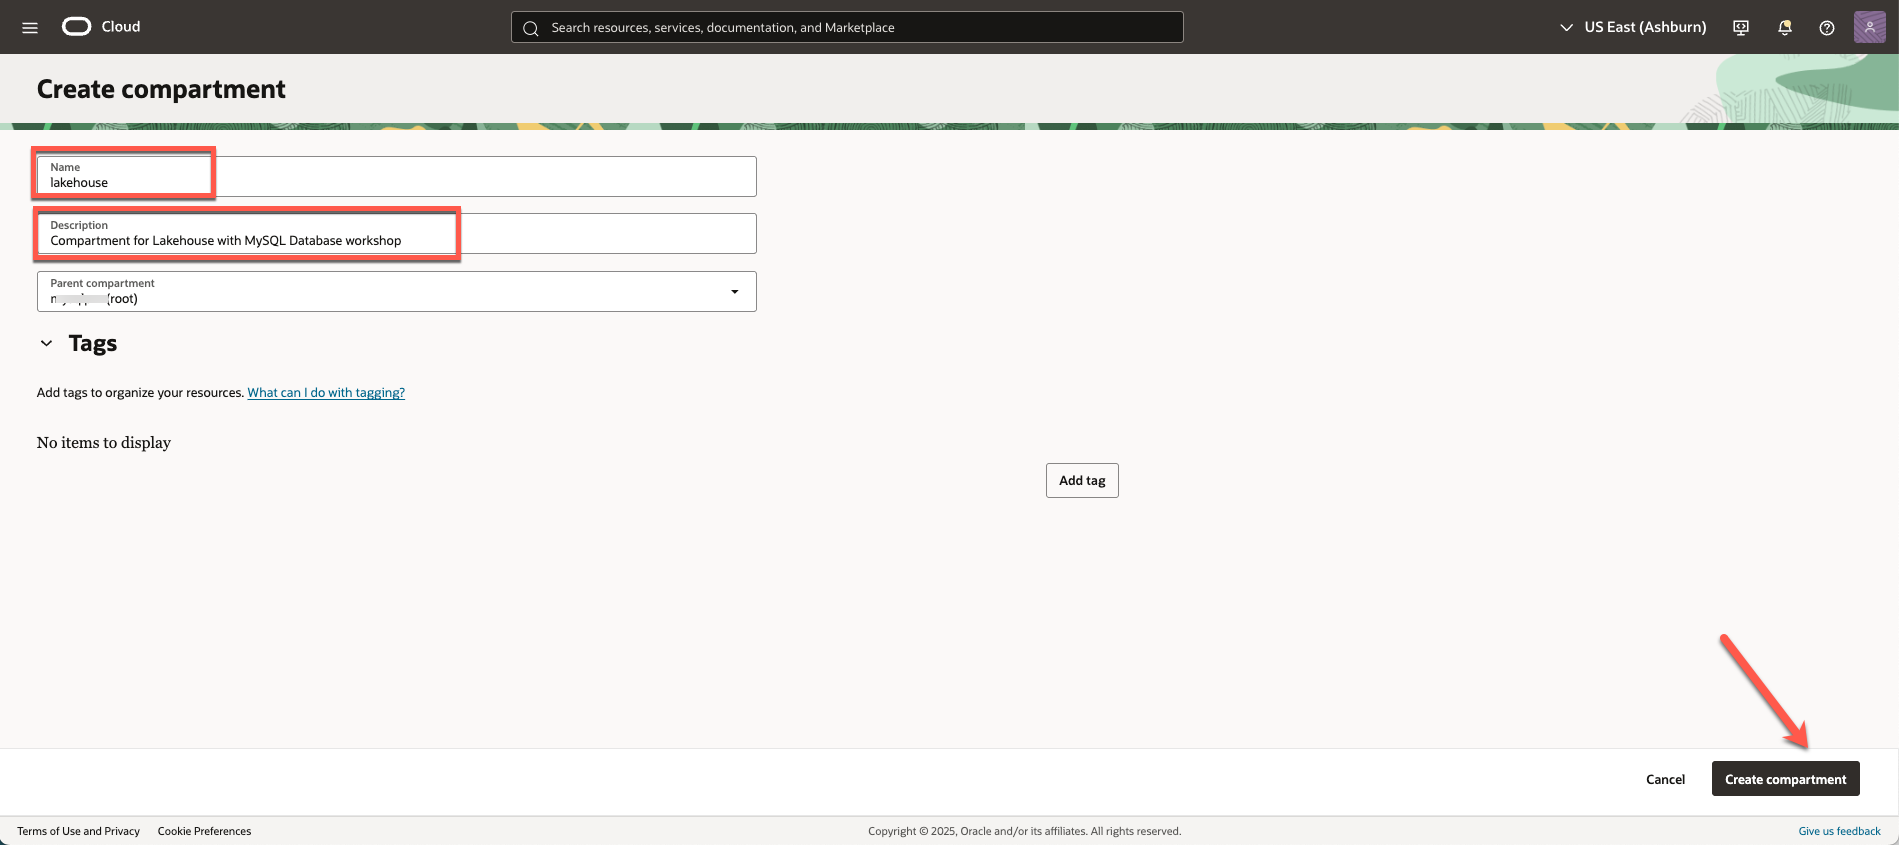 Cloud
Search resources, services, documentation, and Marketplace
US East (Ashburn)
Create compartment
Name
lakehouse
Description
Compartment for Lakehouse with MySQL Database workshop
Parent compartment
(root)
Tags
Add tags to organize your resources. What can I do with tagging?
No items to display
Add tag
Cancel
Create compartment
Terms of Use and Privacy
Cookie Preferences
Copyright © 2025, Oracle and/or its affiliates. All rights reserved.
Give us feedback